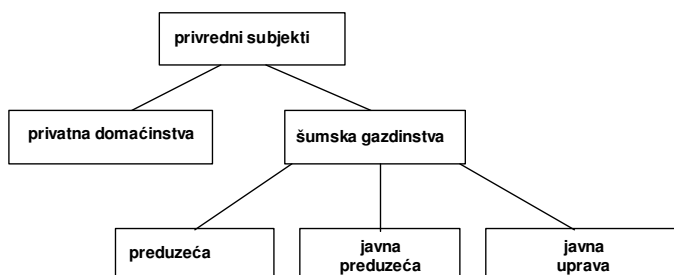 privredni subjekti
privatna domaćinstva
šumska gazdinstva
preduzeća
javna
preduzeća
javna
uprava